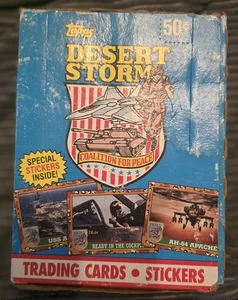 Topps
50¢
DESERT
STORM
COALITION FOR PEACE
SPECIAL
STICKERS
INSIDE!
USS
READY IN THE COCKPIT
AH-64 APACHE
TRADING CARDS • STICKERS